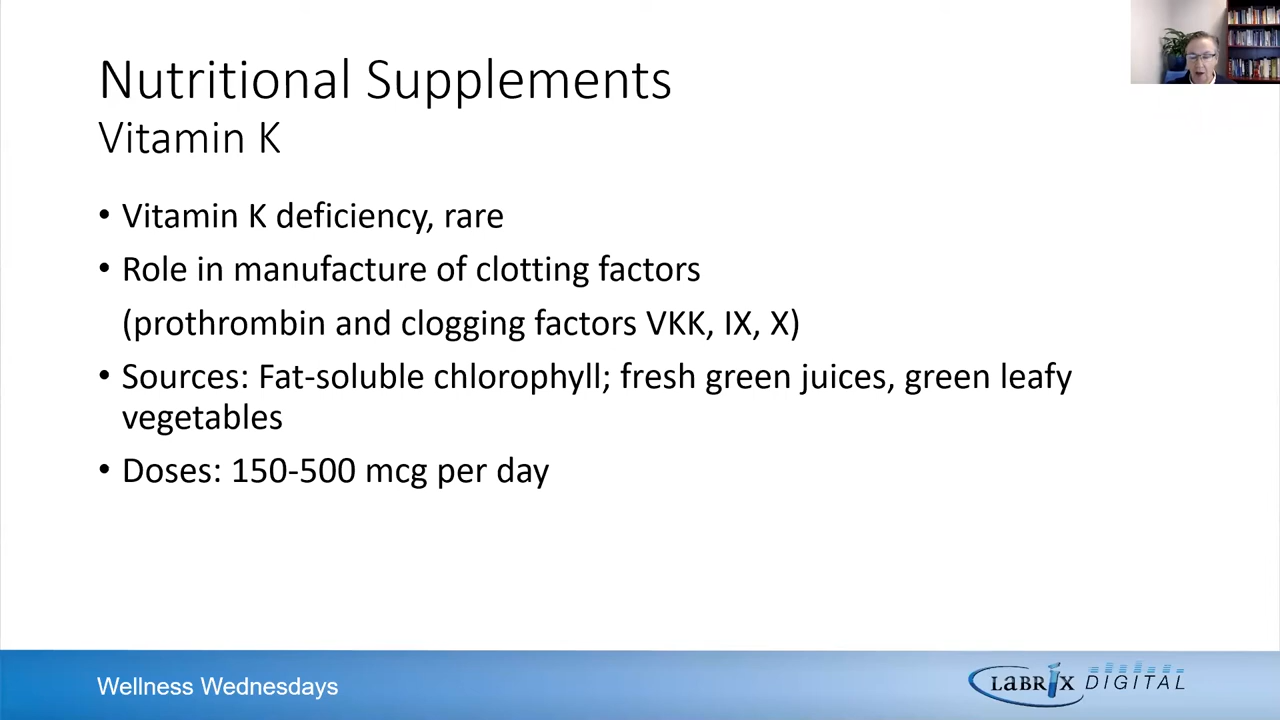 Nutritional Supplements
Vitamin K
• Vitamin K deficiency, rare
• Role in manufacture of clotting factors
(prothrombin and clogging factors VKK, IX, X)
• Sources: Fat-soluble chlorophyll; fresh green juices, green leafy
vegetables
• Doses: 150-500 mcg per day
Wellness Wednesdays
LABRIX DIGITAL